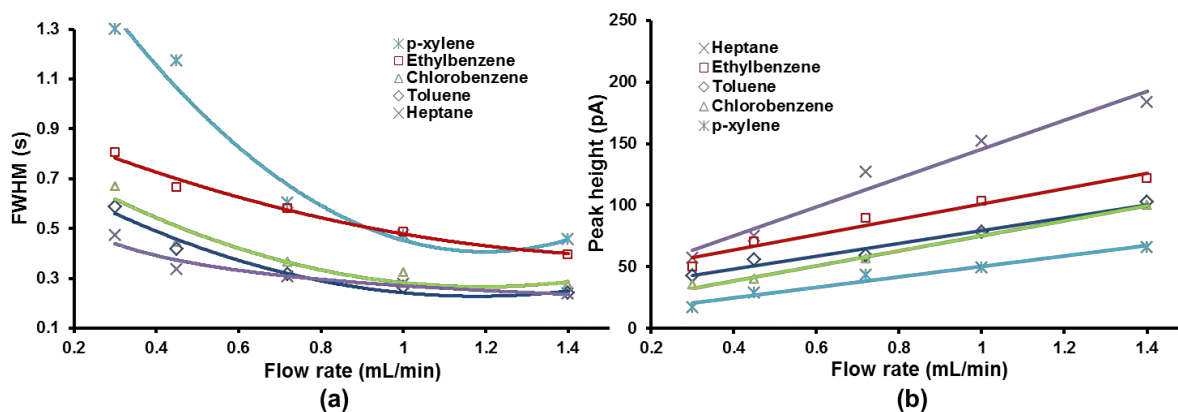 1.3
1.1
0.9
0.7
0.5
0.3
0.1
FWHM (s)
p-xylene
Ethylbenzene
Chlorobenzene
Toluene
Heptane
0.2 0.4 0.6 0.8 1 1.2 1.4
Flow rate (mL/min)
(a)
250
200
150
100
50
0
Peak height (pA)
Heptane
Ethylbenzene
Toluene
Chlorobenzene
p-xylene
0.2 0.4 0.6 0.8 1 1.2 1.4
Flow rate (mL/min)
(b)